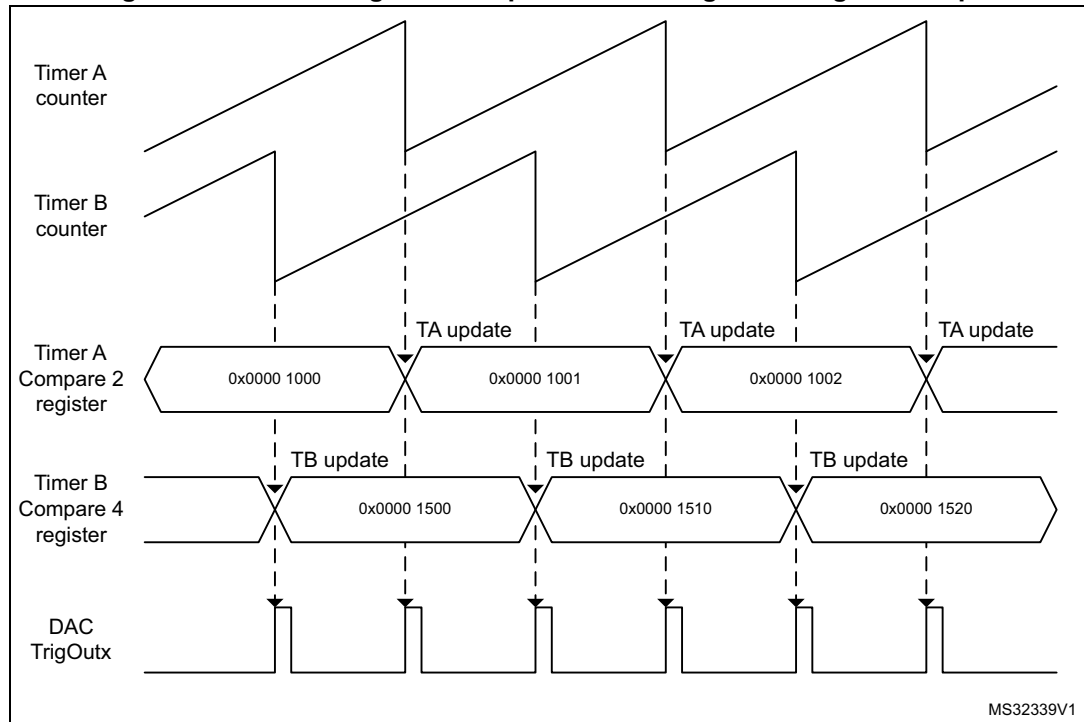 Timer A
counter
Timer B
counter
TA update TA update TA update
Timer A
Compare 2
register
0x0000 1000 0x0000 1001 0x0000 1002
TB update TB update TB update
Timer B
Compare 4
register
0x0000 1500 0x0000 1510 0x0000 1520
DAC
TrigOutx
MS32339V1